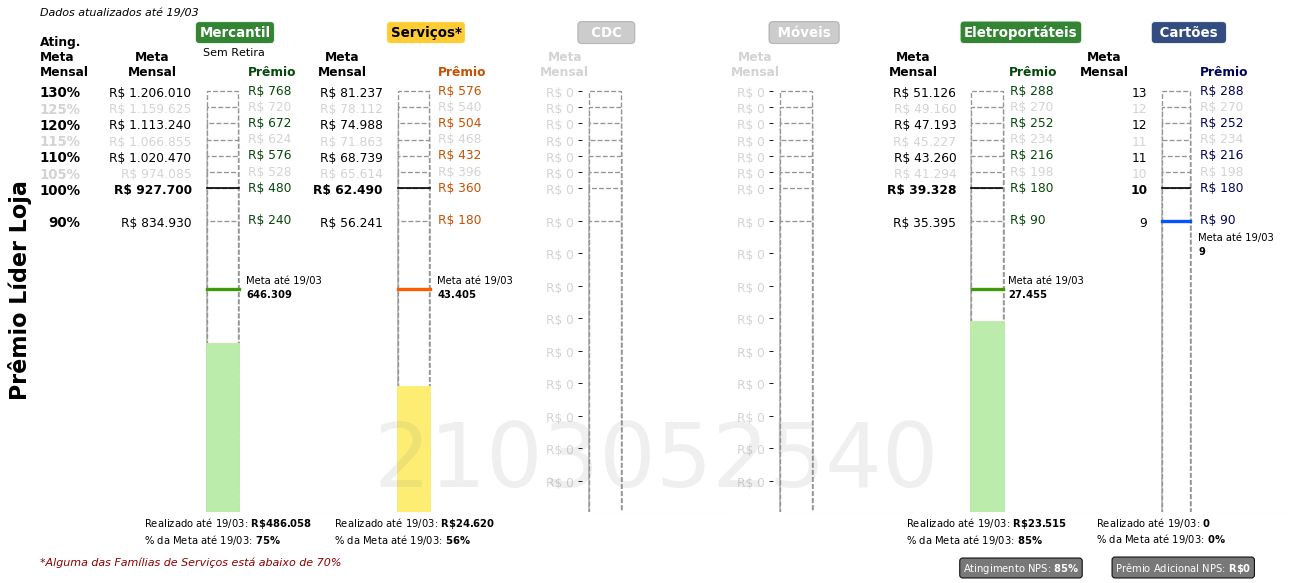 Dados atualizados até 19/03
Mercantil Serviços* CDC Móveis Eletroportáteis Cartões
Sem Retira
Ating. Meta Mensal
Meta Mensal Prêmio Meta Mensal Prêmio Meta Mensal Meta Mensal Meta Mensal Prêmio Meta Mensal Prêmio
130% R$ 1.206.010 R$ 768 R$ 81.237 R$ 576 R$ 0 R$ 0 R$ 51.126 R$ 288 13 R$ 288
125% R$ 1.159.625 R$ 720 R$ 78.112 R$ 540 R$ 0 R$ 0 R$ 49.160 R$ 270 12 R$ 270
120% R$ 1.113.240 R$ 672 R$ 74.988 R$ 504 R$ 0 R$ 0 R$ 47.193 R$ 252 12 R$ 252
115% R$ 1.066.855 R$ 624 R$ 71.863 R$ 468 R$ 0 R$ 0 R$ 45.227 R$ 234 11 R$ 234
110% R$ 1.020.470 R$ 576 R$ 68.739 R$ 432 R$ 0 R$ 0 R$ 43.260 R$ 216 11 R$ 216
105% R$ 974.085 R$ 528 R$ 65.614 R$ 396 R$ 0 R$ 0 R$ 41.294 R$ 198 10 R$ 198
100% R$ 927.700 R$ 480 R$ 62.490 R$ 360 R$ 0 R$ 0 R$ 39.328 R$ 180 10 R$ 180
90% R$ 834.930 R$ 240 R$ 56.241 R$ 180 R$ 0 R$ 0 R$ 35.395 R$ 90 9 R$ 90
Meta até 19/03
9
R$ 0 R$ 0
Meta até 19/03 Meta até 19/03 R$ 0 R$ 0 Meta até 19/03
646.309 43.405 27.455
R$ 0 R$ 0
R$ 0 R$ 0
R$ 0 R$ 0
R$ 0 R$ 0
R$ 0 R$ 0
R$ 0 R$ 0
Prêmio Líder Loja
2103052540
Realizado até 19/03: R$486.058 Realizado até 19/03: R$24.620 Realizado até 19/03: R$23.515 Realizado até 19/03: 0
% da Meta até 19/03: 75% % da Meta até 19/03: 56% % da Meta até 19/03: 85% % da Meta até 19/03: 0%
*Alguma das Famílias de Serviços está abaixo de 70% Atingimento NPS: 85% Prêmio Adicional NPS: R$0